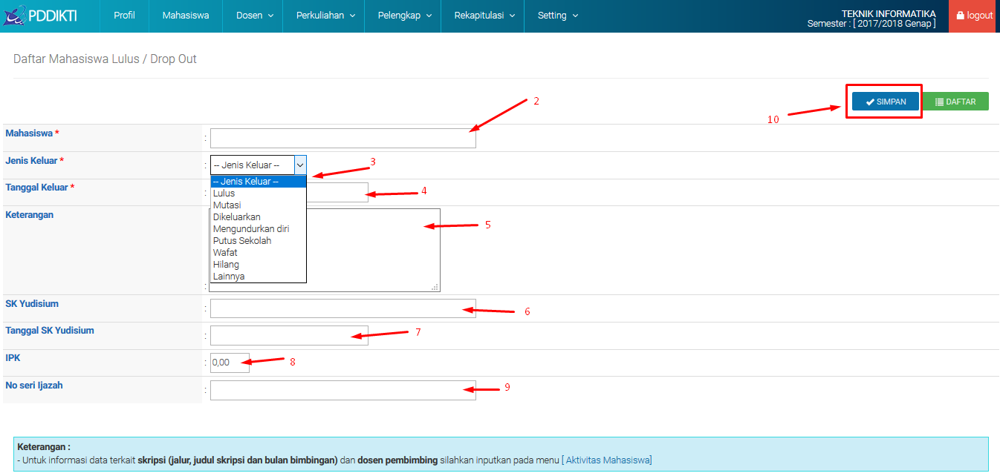 PDDIKTI Profil Mahasiswa Dosen Perkuliahan Pelengkap Rekapitulasi Setting TEKNIK INFORMATIKA logout
Semester : [ 2017/2018 Genap ]
Daftar Mahasiswa Lulus / Drop Out
2
10 SIMPAN DAFTAR
Mahasiswa * :
Jenis Keluar * : -- Jenis Keluar -- 3
-- Jenis Keluar --
Tanggal Keluar * : 4
Lulus
Mutasi
Keterangan :
Dikeluarkan
5
Mengundurkan diri
Putus Sekolah
Wafat
Hilang
Lainnya
SK Yudisium : 6
Tanggal SK Yudisium : 7
IPK : 0,00 8
No seri Ijazah : 9
Keterangan :
- Untuk informasi data terkait skripsi (jalur, judul skripsi dan bulan bimbingan) dan dosen pembimbing silahkan inputkan pada menu [ Aktivitas Mahasiswa]